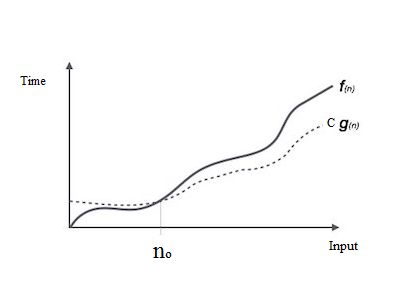 Time
f(n)
C g(n)
n₀
Input